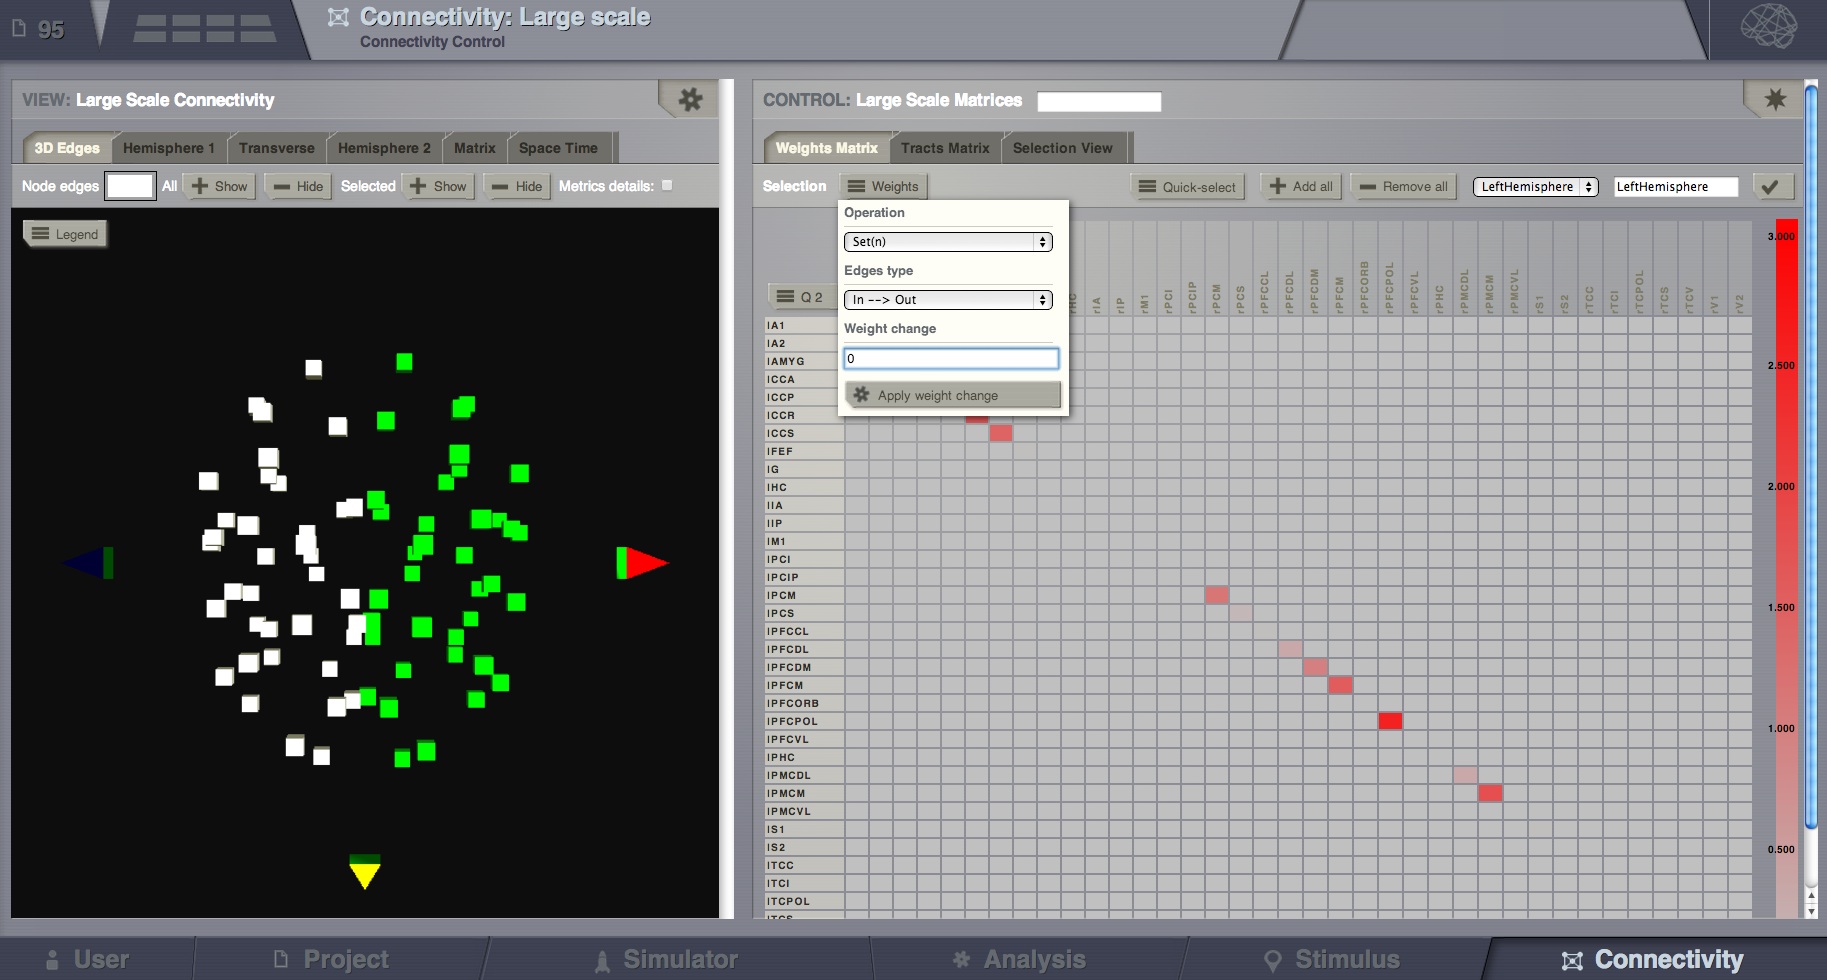 95
Connectivity: Large scale
Connectivity Control
VIEW: Large Scale Connectivity
3D Edges Hemisphere 1 Transverse Hemisphere 2 Matrix Space Time
Node edges All Show Hide Selected Show Hide Metrics details:
Legend
CONTROL: Large Scale Matrices
Weights Matrix Tracts Matrix Selection View
Selection Weights Quick-select Add all Remove all LeftHemisphere LeftHemisphere
Operation
Set(n)
Edges type
In --> Out
Weight change
0
Apply weight change
Q 2
rIA
rIP
rM1
rPCI
rPCIP
rPCM
rPCS
rPFCCL
rPFCDL
rPFCDM
rPFCM
rPFCORB
rPFCPOL
rPFCVL
rPHC
rPMCDL
rPMCM
rPMCVL
rS1
rS2
rTCC
rTCI
rTCPOL
rTCS
rTCV
rV1
rV2
lA1
lA2
lAMYG
lCCA
lCCP
lCCR
lCCS
lFEF
lG
lHC
lIA
lIP
lM1
lPCI
lPCIP
lPCM
lPCS
lPFCCL
lPFCDL
lPFCDM
lPFCM
lPFCORB
lPFCPOL
lPFCVL
lPHC
lPMCDL
lPMCM
lPMCVL
lS1
lS2
lTCC
lTCI
lTCPOL
lTCS
3.000
2.500
2.000
1.500
1.000
0.500
User Project Simulator Analysis Stimulus Connectivity